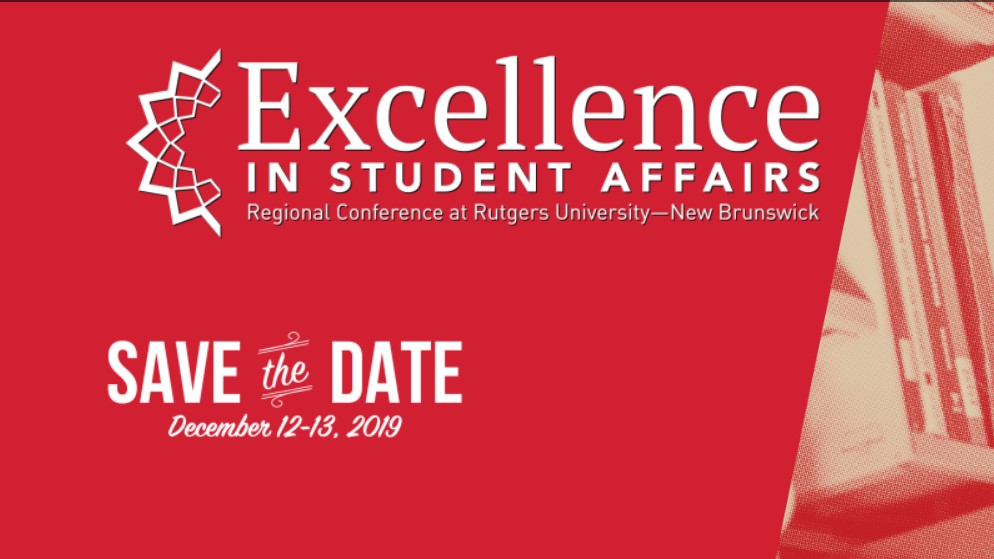 Excellence
IN STUDENT AFFAIRS
Regional Conference at Rutgers University—New Brunswick
SAVE the DATE
December 12-13, 2019